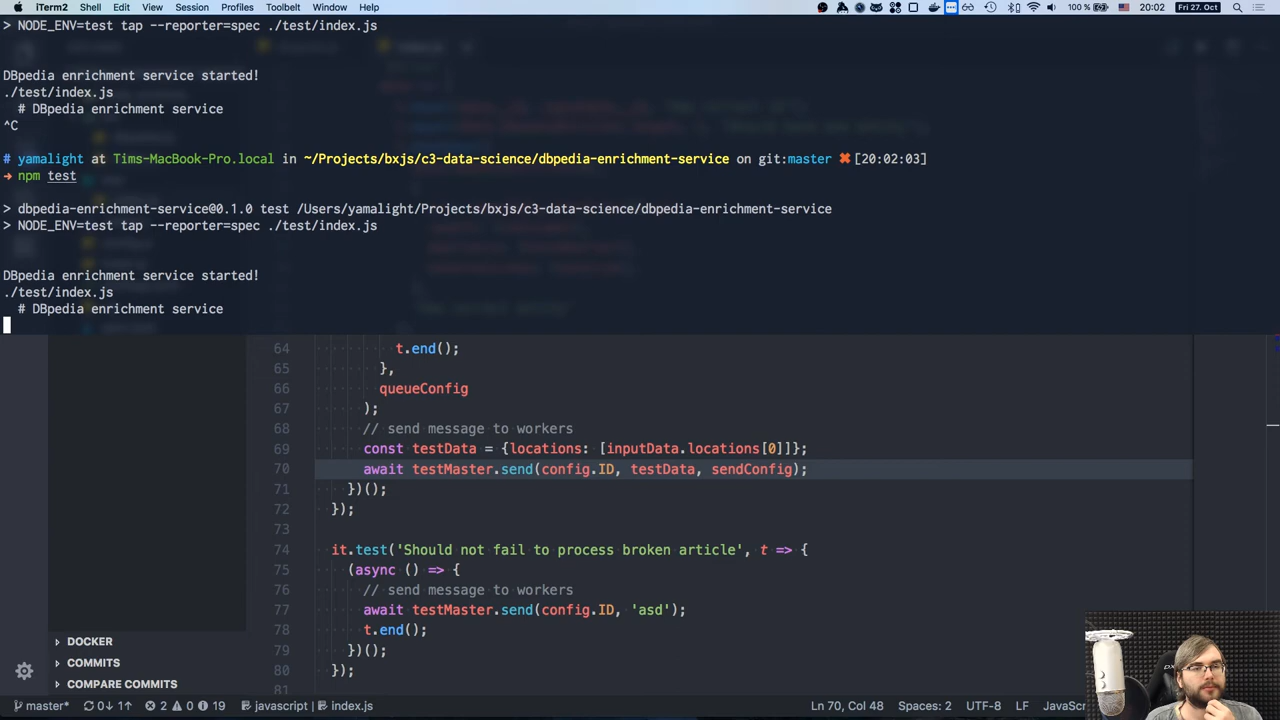 iTerm2 Shell Edit View Session Profiles Toolbelt Window Help 100 % 20:02 Fri 27. Oct
> NODE_ENV=test tap --reporter=spec ./test/index.js
DBpedia enrichment service started!
./test/index.js
# DBpedia enrichment service
^C
# yamalight at Tims-MacBook-Pro.local in ~/Projects/bxjs/c3-data-science/dbpedia-enrichment-service on git:master ✖ [20:02:03]
→ npm test
> dbpedia-enrichment-service@0.1.0 test /Users/yamalight/Projects/bxjs/c3-data-science/dbpedia-enrichment-service
> NODE_ENV=test tap --reporter=spec ./test/index.js
DBpedia enrichment service started!
./test/index.js
# DBpedia enrichment service
64 t.end();
65 },
66 queueConfig
67 );
68 // send message to workers
69 const testData = {locations: [inputData.locations[0]]};
70 await testMaster.send(config.ID, testData, sendConfig);
71 })();
72 });
73
74 it.test('Should not fail to process broken article', t => {
75 (async () => {
76 // send message to workers
77 await testMaster.send(config.ID, 'asd');
78 t.end();
79 })();
80 });
81
DOCKER
COMMITS
COMPARE COMMITS
master* 0↓ 1↑ 2 0 19 javascript index.js Ln 70, Col 48 Spaces: 2 UTF-8 LF JavaSc